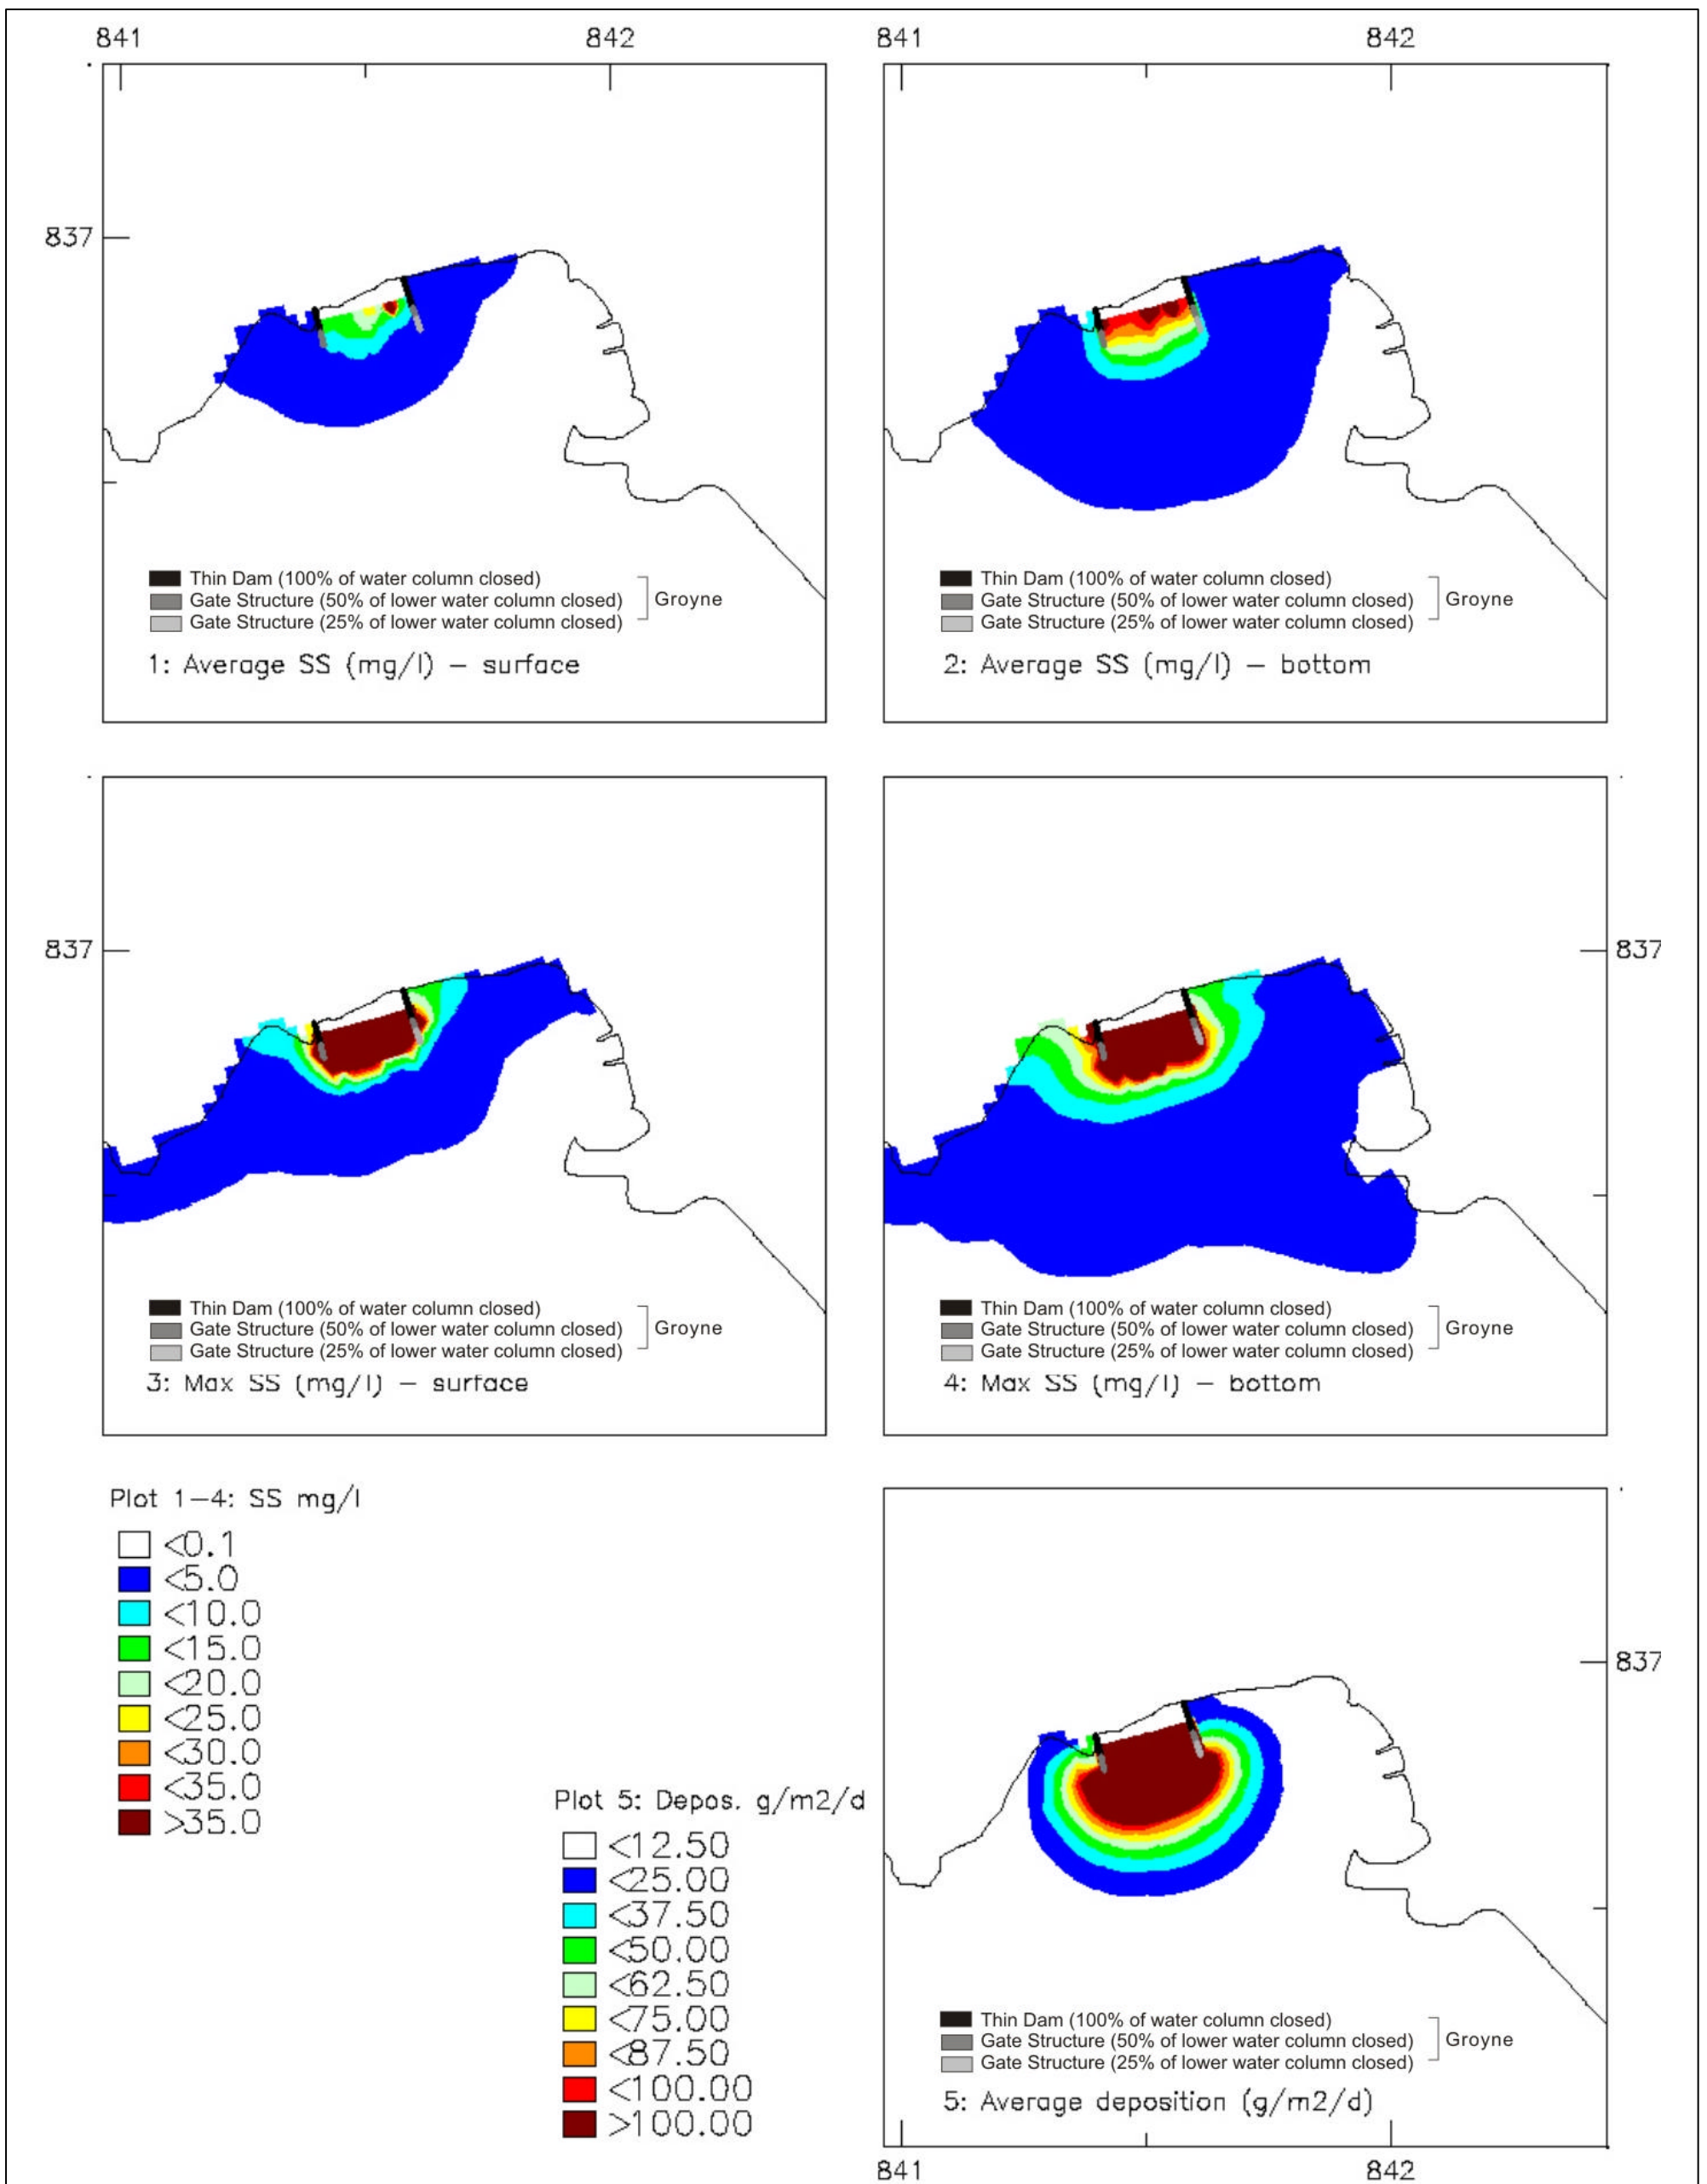 841 842 841 842
837
Thin Dam (100% of water column closed)
Gate Structure (50% of lower water column closed)
Gate Structure (25% of lower water column closed)
Groyne
1: Average SS (mg/l) – surface
Thin Dam (100% of water column closed)
Gate Structure (50% of lower water column closed)
Gate Structure (25% of lower water column closed)
Groyne
2: Average SS (mg/l) – bottom
837
837
Thin Dam (100% of water column closed)
Gate Structure (50% of lower water column closed)
Gate Structure (25% of lower water column closed)
Groyne
3: Max SS (mg/l) – surface
Thin Dam (100% of water column closed)
Gate Structure (50% of lower water column closed)
Gate Structure (25% of lower water column closed)
Groyne
4: Max SS (mg/l) – bottom
Plot 1–4: SS mg/l
<0.1
<5.0
<10.0
<15.0
<20.0
<25.0
<30.0
<35.0
>35.0
Plot 5: Depos. g/m2/d
<12.50
<25.00
<37.50
<50.00
<62.50
<75.00
<87.50
<100.00
>100.00
837
Thin Dam (100% of water column closed)
Gate Structure (50% of lower water column closed)
Gate Structure (25% of lower water column closed)
Groyne
5: Average deposition (g/m2/d)
841 842